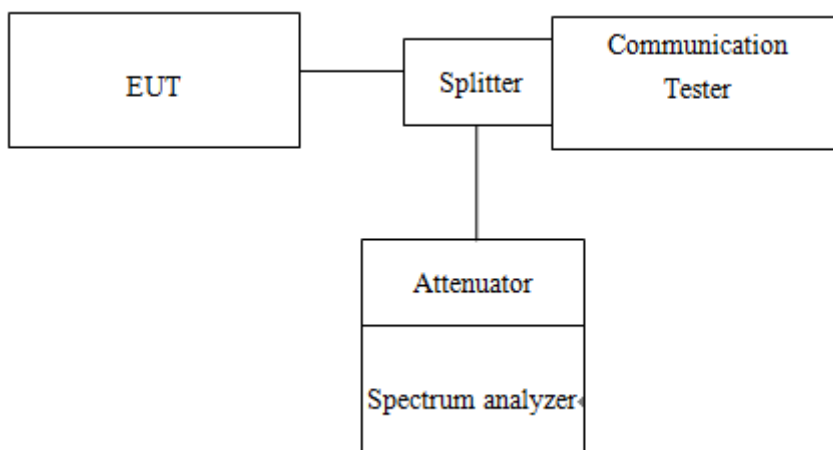 EUT
Splitter
Communication
Tester
Attenuator
Spectrum analyzer